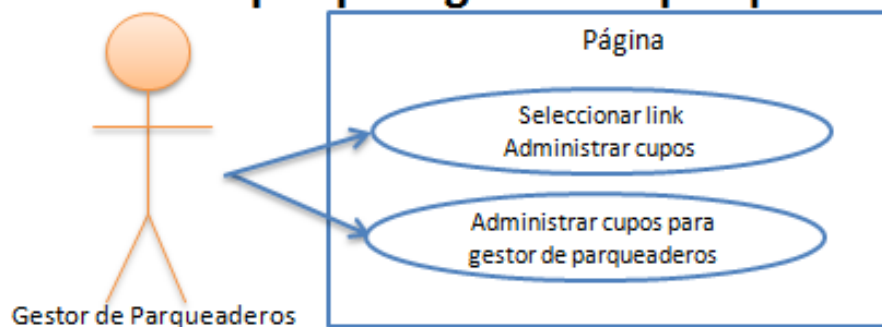 Página
Seleccionar link
Administrar cupos
Administrar cupos para
gestor de parqueaderos
Gestor de Parqueaderos